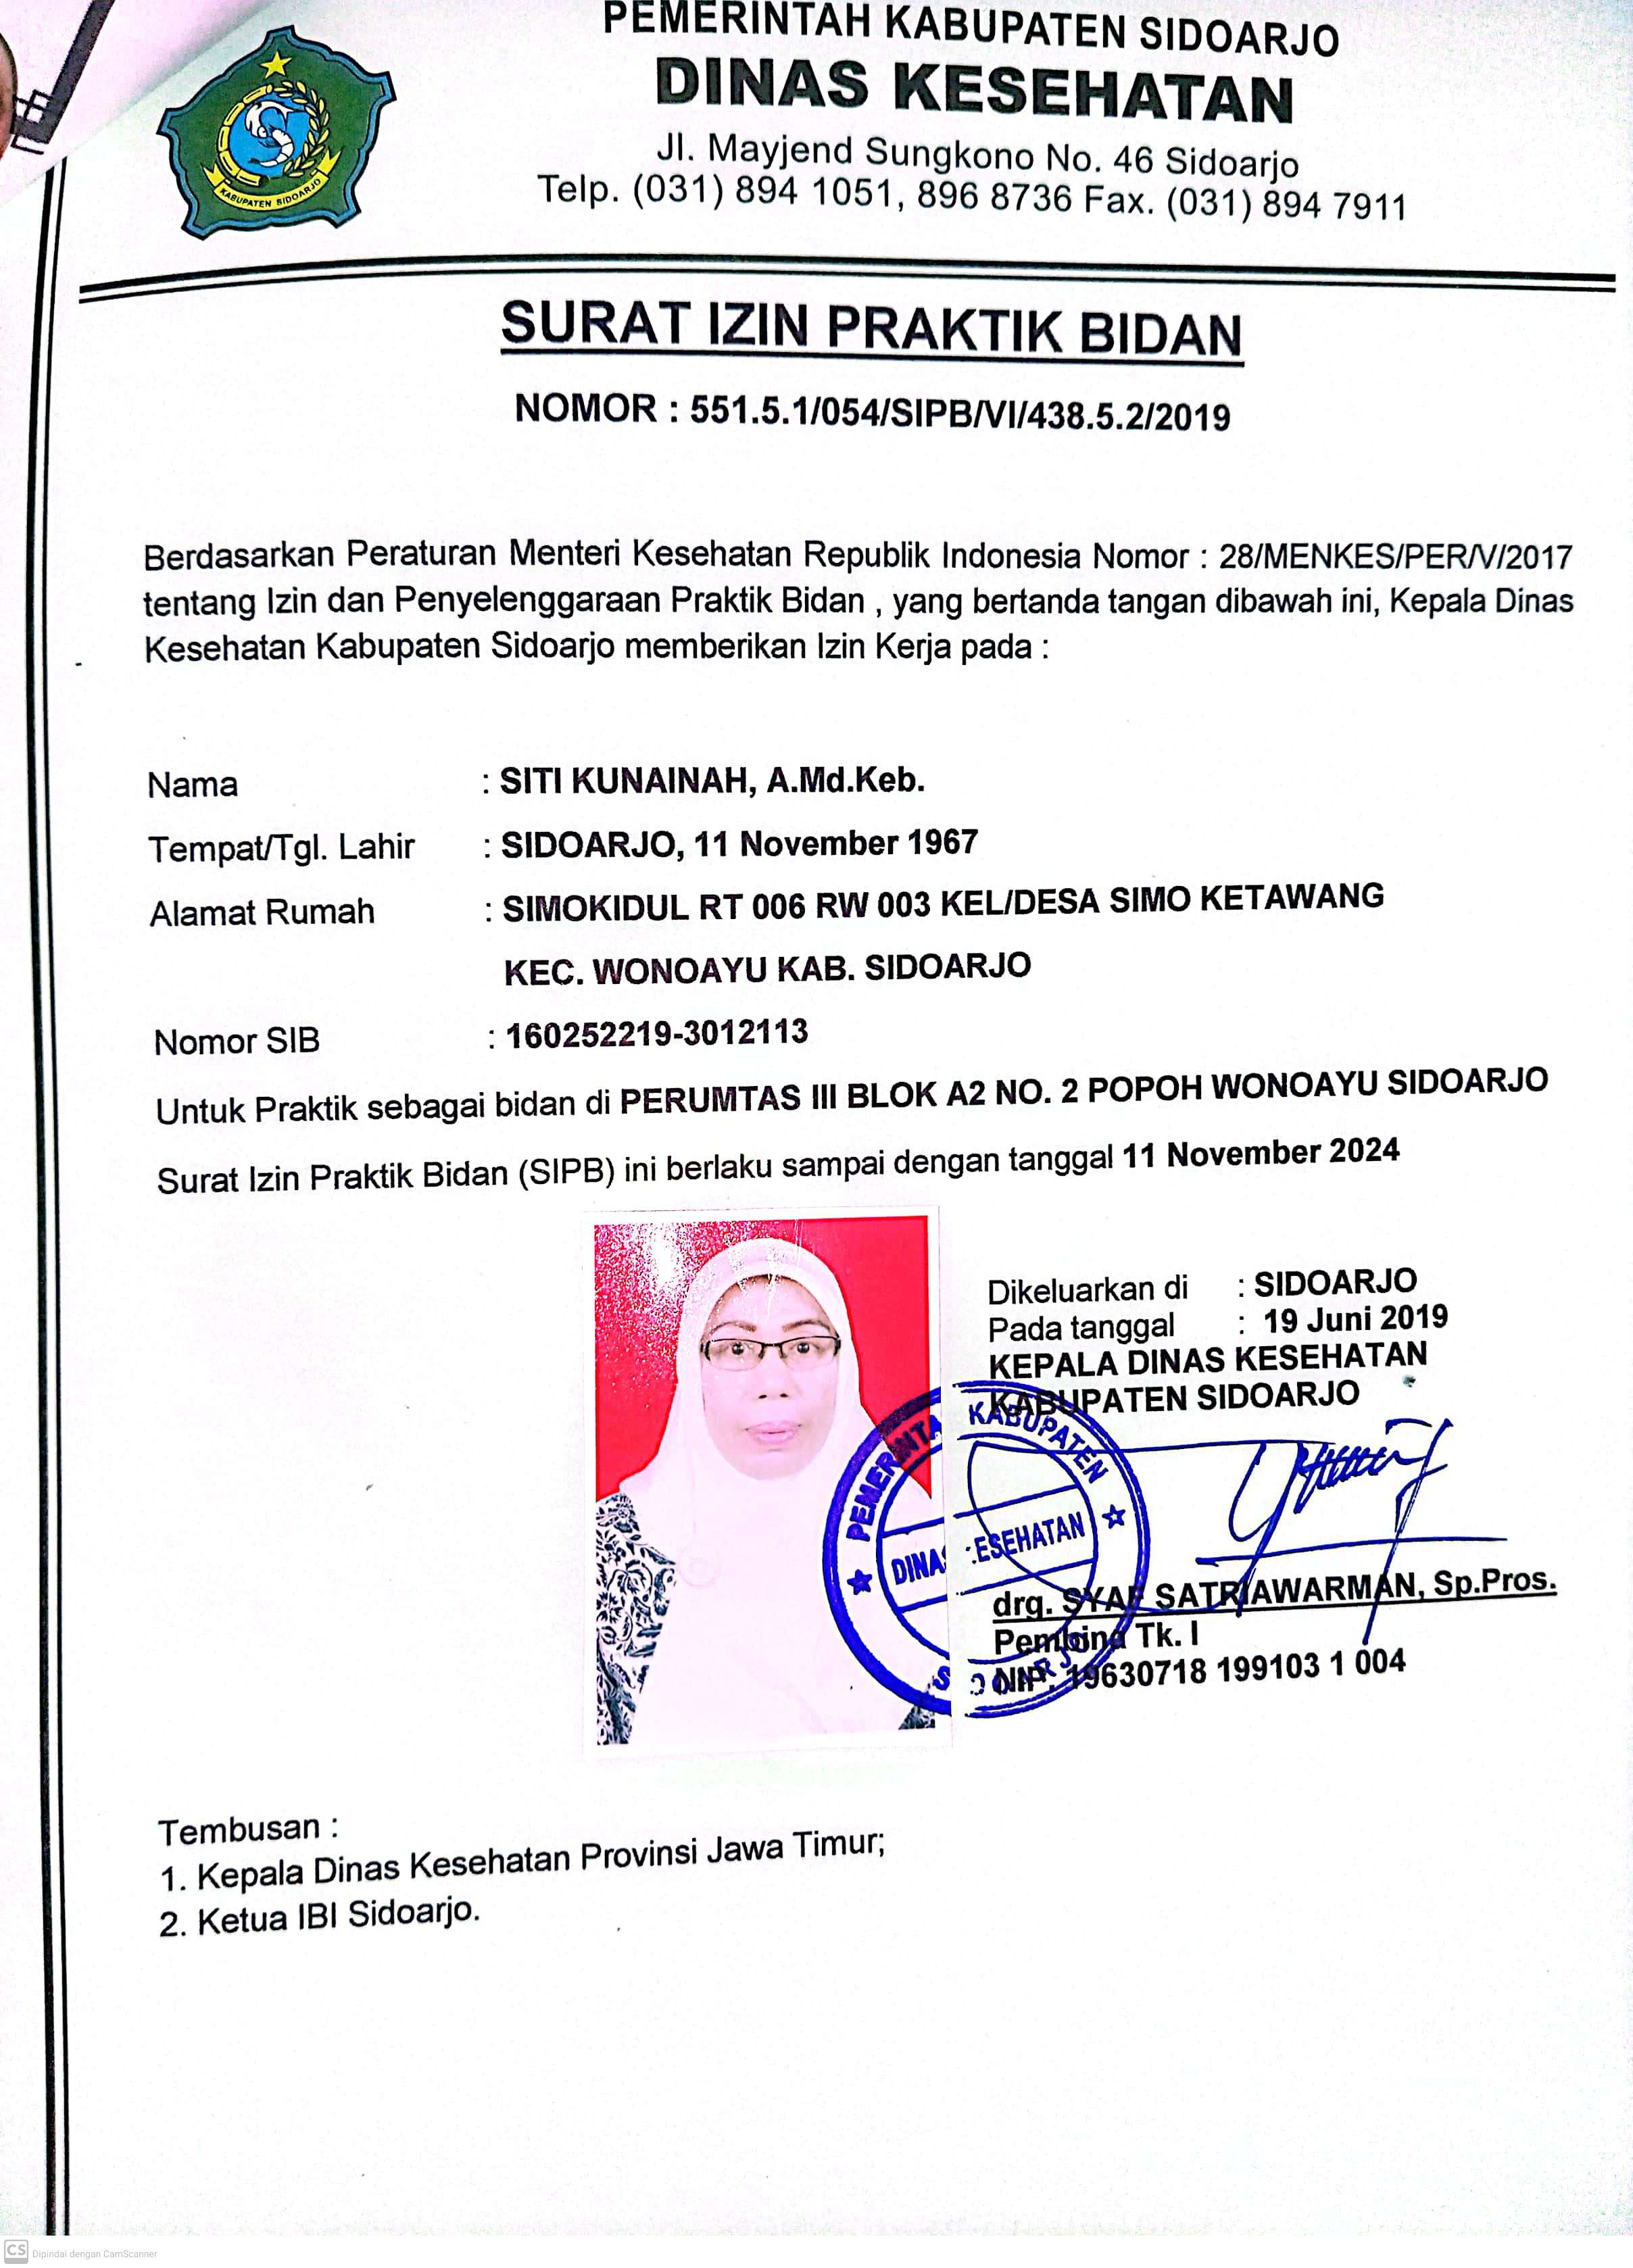 PEMERINTAH KABUPATEN SIDOARJO
DINAS KESEHATAN
Jl. Mayjend Sungkono No. 46 Sidoarjo
Telp. (031) 894 1051, 896 8736 Fax. (031) 894 7911
KABUPATEN SIDOARJO
SURAT IZIN PRAKTIK BIDAN
NOMOR : 551.5.1/054/SIPB/VI/438.5.2/2019
Berdasarkan Peraturan Menteri Kesehatan Republik Indonesia Nomor : 28/MENKES/PER/V/2017
tentang Izin dan Penyelenggaraan Praktik Bidan , yang bertanda tangan dibawah ini, Kepala Dinas
Kesehatan Kabupaten Sidoarjo memberikan Izin Kerja pada :
Nama : SITI KUNAINAH, A.Md.Keb.
Tempat/Tgl. Lahir : SIDOARJO, 11 November 1967
Alamat Rumah : SIMOKIDUL RT 006 RW 003 KEL/DESA SIMO KETAWANG
KEC. WONOAYU KAB. SIDOARJO
Nomor SIB : 160252219-3012113
Untuk Praktik sebagai bidan di PERUMTAS III BLOK A2 NO. 2 POPOH WONOAYU SIDOARJO
Surat Izin Praktik Bidan (SIPB) ini berlaku sampai dengan tanggal 11 November 2024
Dikeluarkan di : SIDOARJO
Pada tanggal : 19 Juni 2019
KEPALA DINAS KESEHATAN
KABUPATEN SIDOARJO
PEMERINTA KABUPATEN
DINAS ESEHATAN
drg. SYAF SATRIAWARMAN, Sp.Pros.
Pembina Tk. I
NIP. 19630718 199103 1 004
Tembusan :
1. Kepala Dinas Kesehatan Provinsi Jawa Timur;
2. Ketua IBI Sidoarjo.
CS Dipindai dengan CamScanner